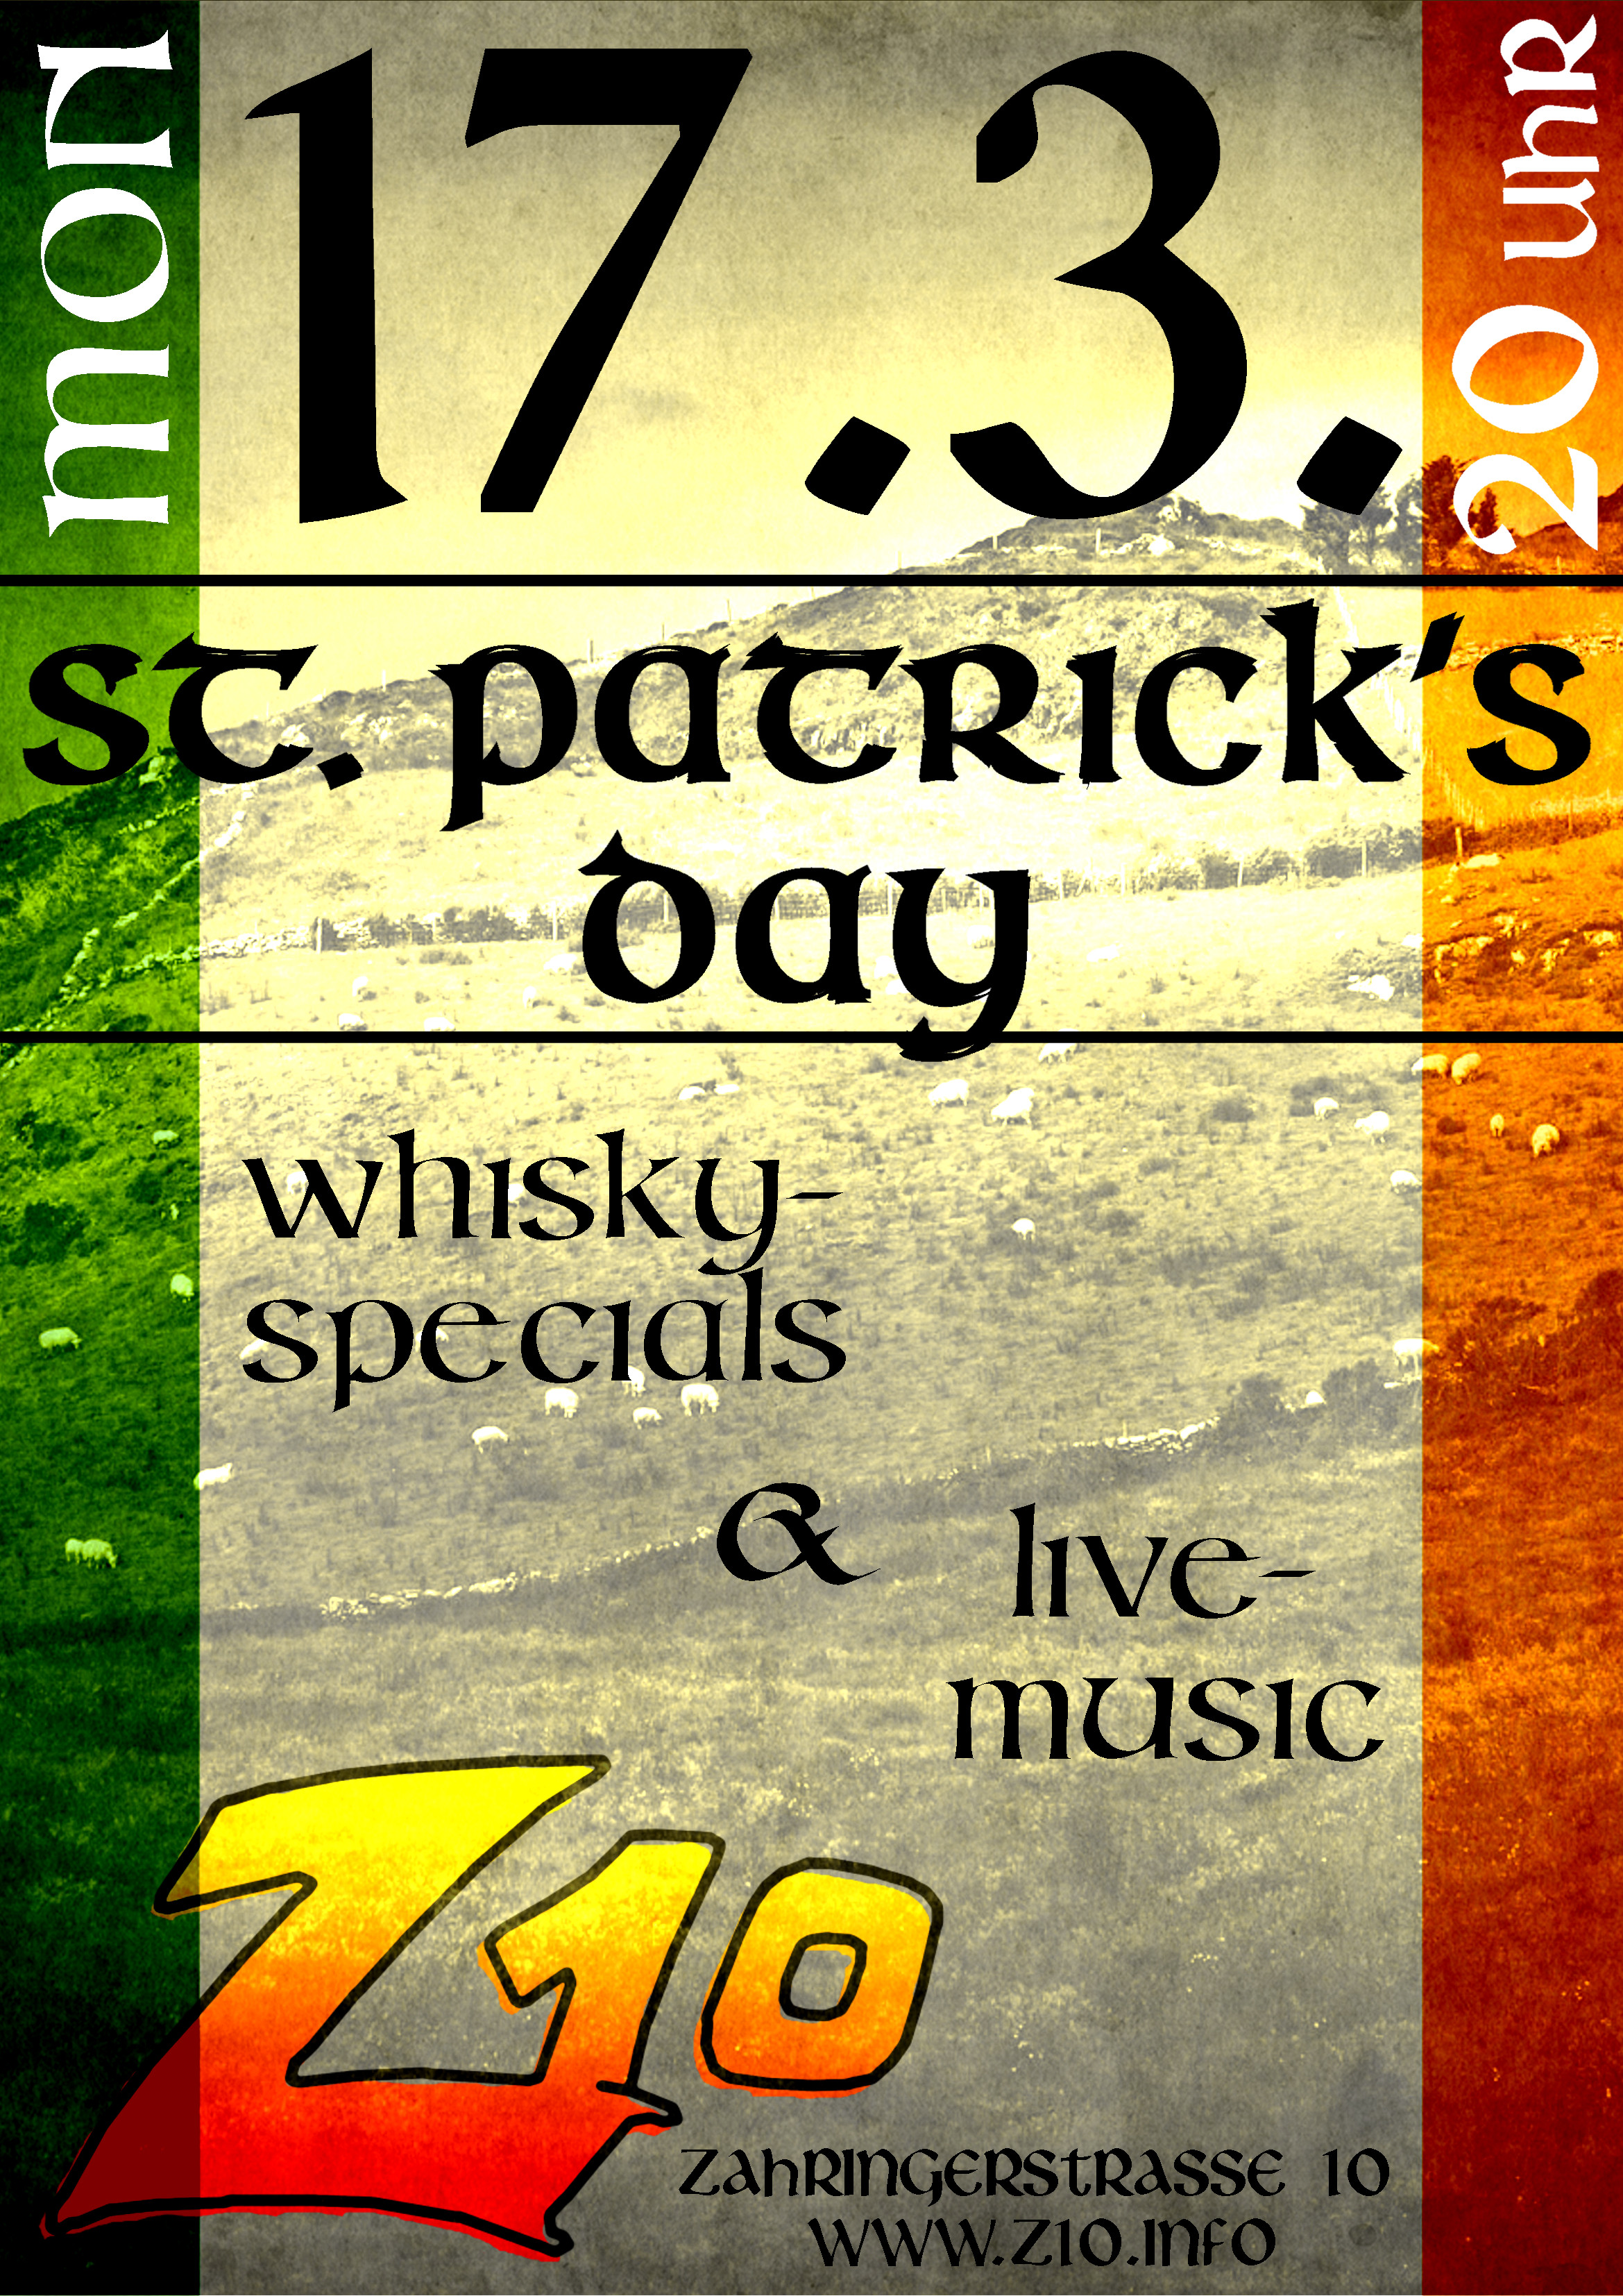 Mon
17.3.
20 Uhr
St. Patrick's
Day
whisky-
specials
&
live-
music
Z10
Zahringerstrasse 10
www.z10.info